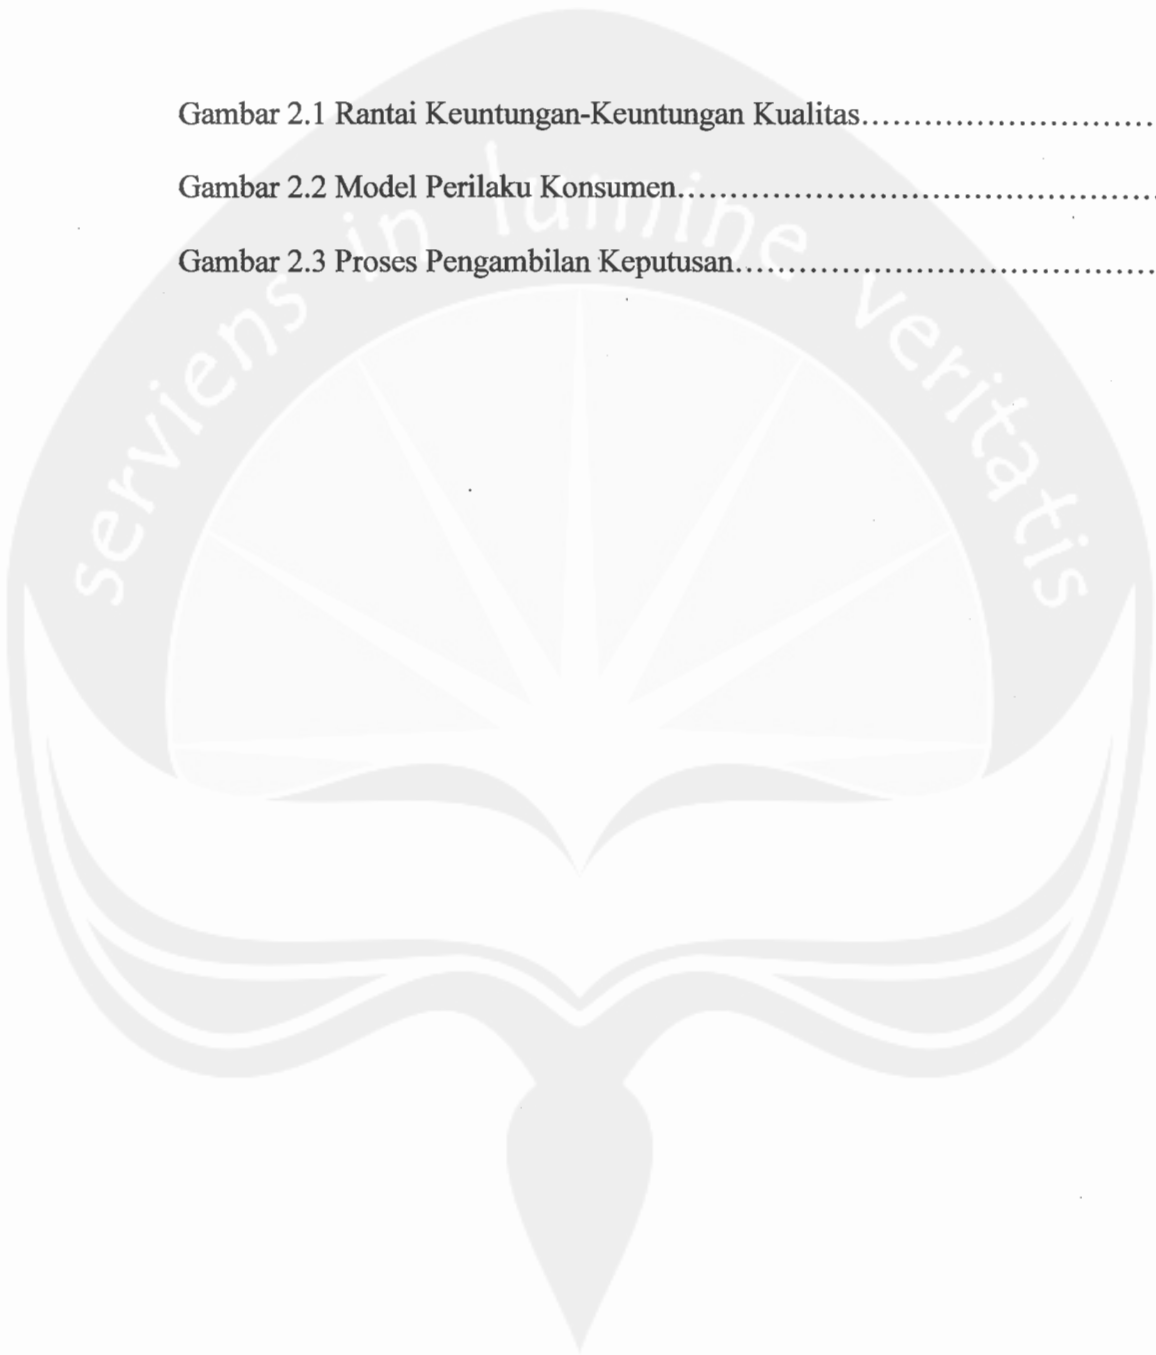 Gambar 2.1 Rantai Keuntungan-Keuntungan Kualitas..............................
Gambar 2.2 Model Perilaku Konsumen................................................
Gambar 2.3 Proses Pengambilan Keputusan..........................................
serviens in lumine veritatis